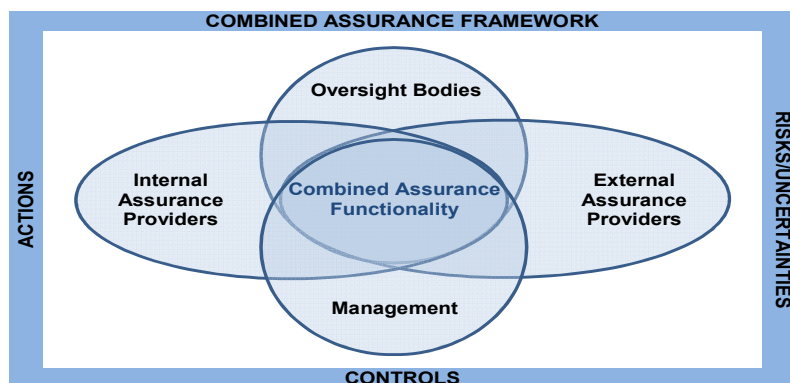 COMBINED ASSURANCE FRAMEWORK
Oversight Bodies
ACTIONS
Internal
Assurance
Providers
Combined Assurance
Functionality
External
Assurance
Providers
RISKS/UNCERTAINTIES
Management
CONTROLS